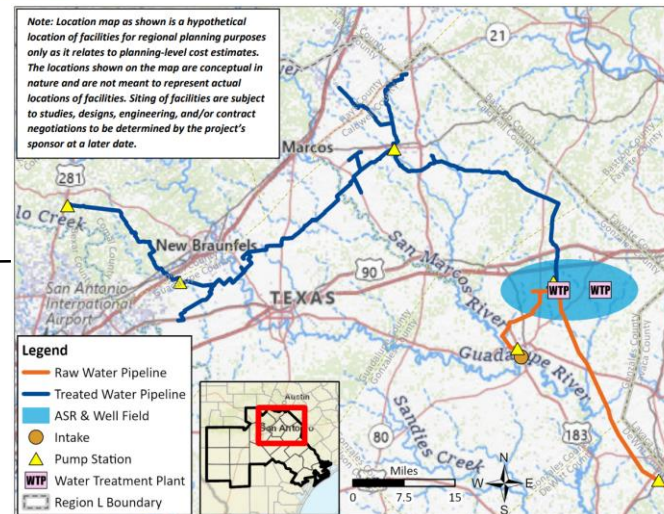 Note: Location map as shown is a hypothetical
location of facilities for regional planning purposes
only as it relates to planning-level cost estimates.
The locations shown on the map are conceptual in
nature and are not meant to represent actual
locations of facilities. Siting of facilities are subject
to studies, designs, engineering, and/or contract
negotiations to be determined by the project's
sponsor at a later date.
21
Marcos
281
lo Creek
New Braunfels
San Antonio
International
Airport
TEXAS
90
San Marcos
River
WTP
WTP
Guadalupe River
Sandies Creek
80
183
Legend
Raw Water Pipeline
Treated Water Pipeline
ASR & Well Field
Intake
Pump Station
WTP
Water Treatment Plant
Region L Boundary
Austin
San Antonio
Miles
0
7.5
15
N
W
E
S